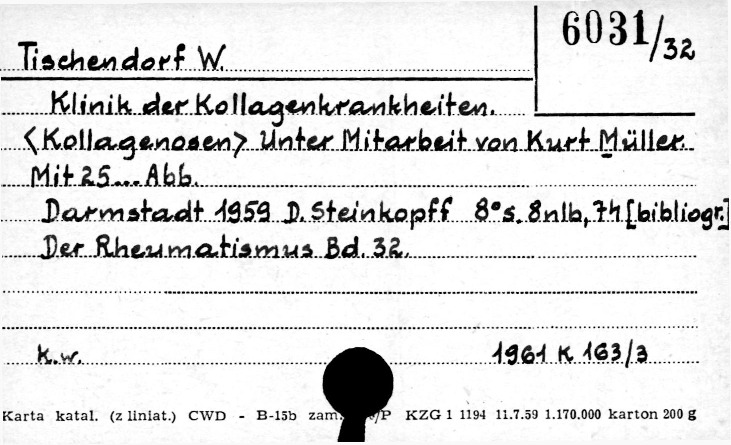 6031/32
Tischendorf W.
Klinik der Kollagenkrankheiten.
<Kollagenosen> Unter Mitarbeit von Kurt Müller.
Mit 25...Abb.
Darmstadt 1959 D. Steinkopff 8° s. 8nlb, 74 [bibliogr.]
Der Rheumatismus Bd. 32.
K.w. 1961 K 163/3
Karta katal. (z liniat.) CWD - B-15b zam. /P KZG 1 1194 11.7.59 1.170.000 karton 200 g